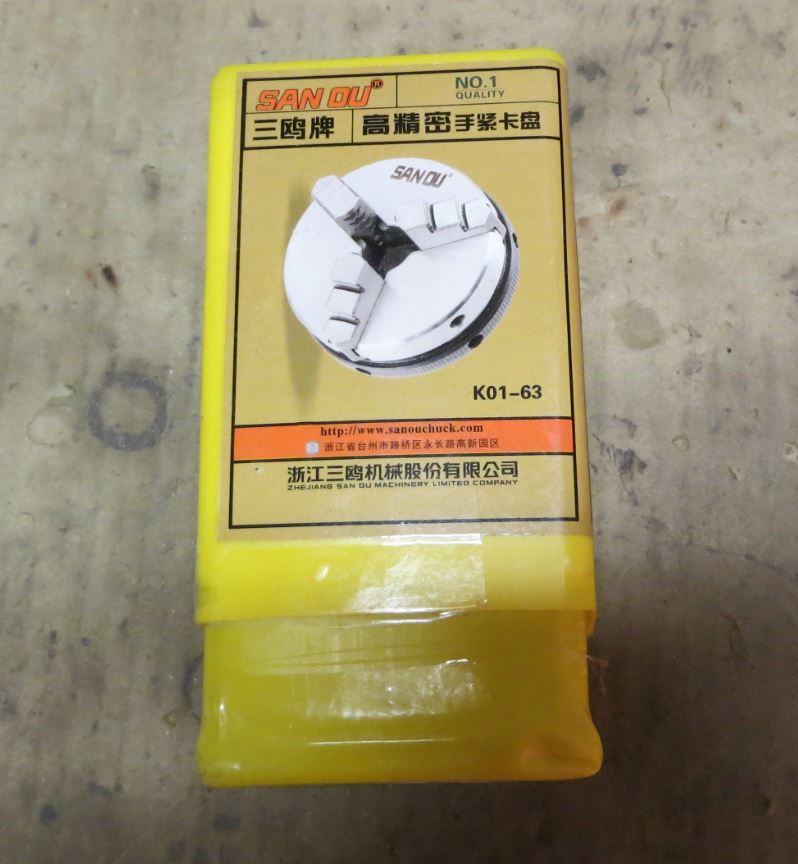 SAN OU®
NO.1
QUALITY
三鸥牌
高精密手紧卡盘
SAN OU
K01-63
http://www.sanouchuck.com
浙江省台州市路桥区永长路高新园区
浙江三鸥机械股份有限公司
ZHEJIANG SAN OU MACHINERY LIMITED COMPANY